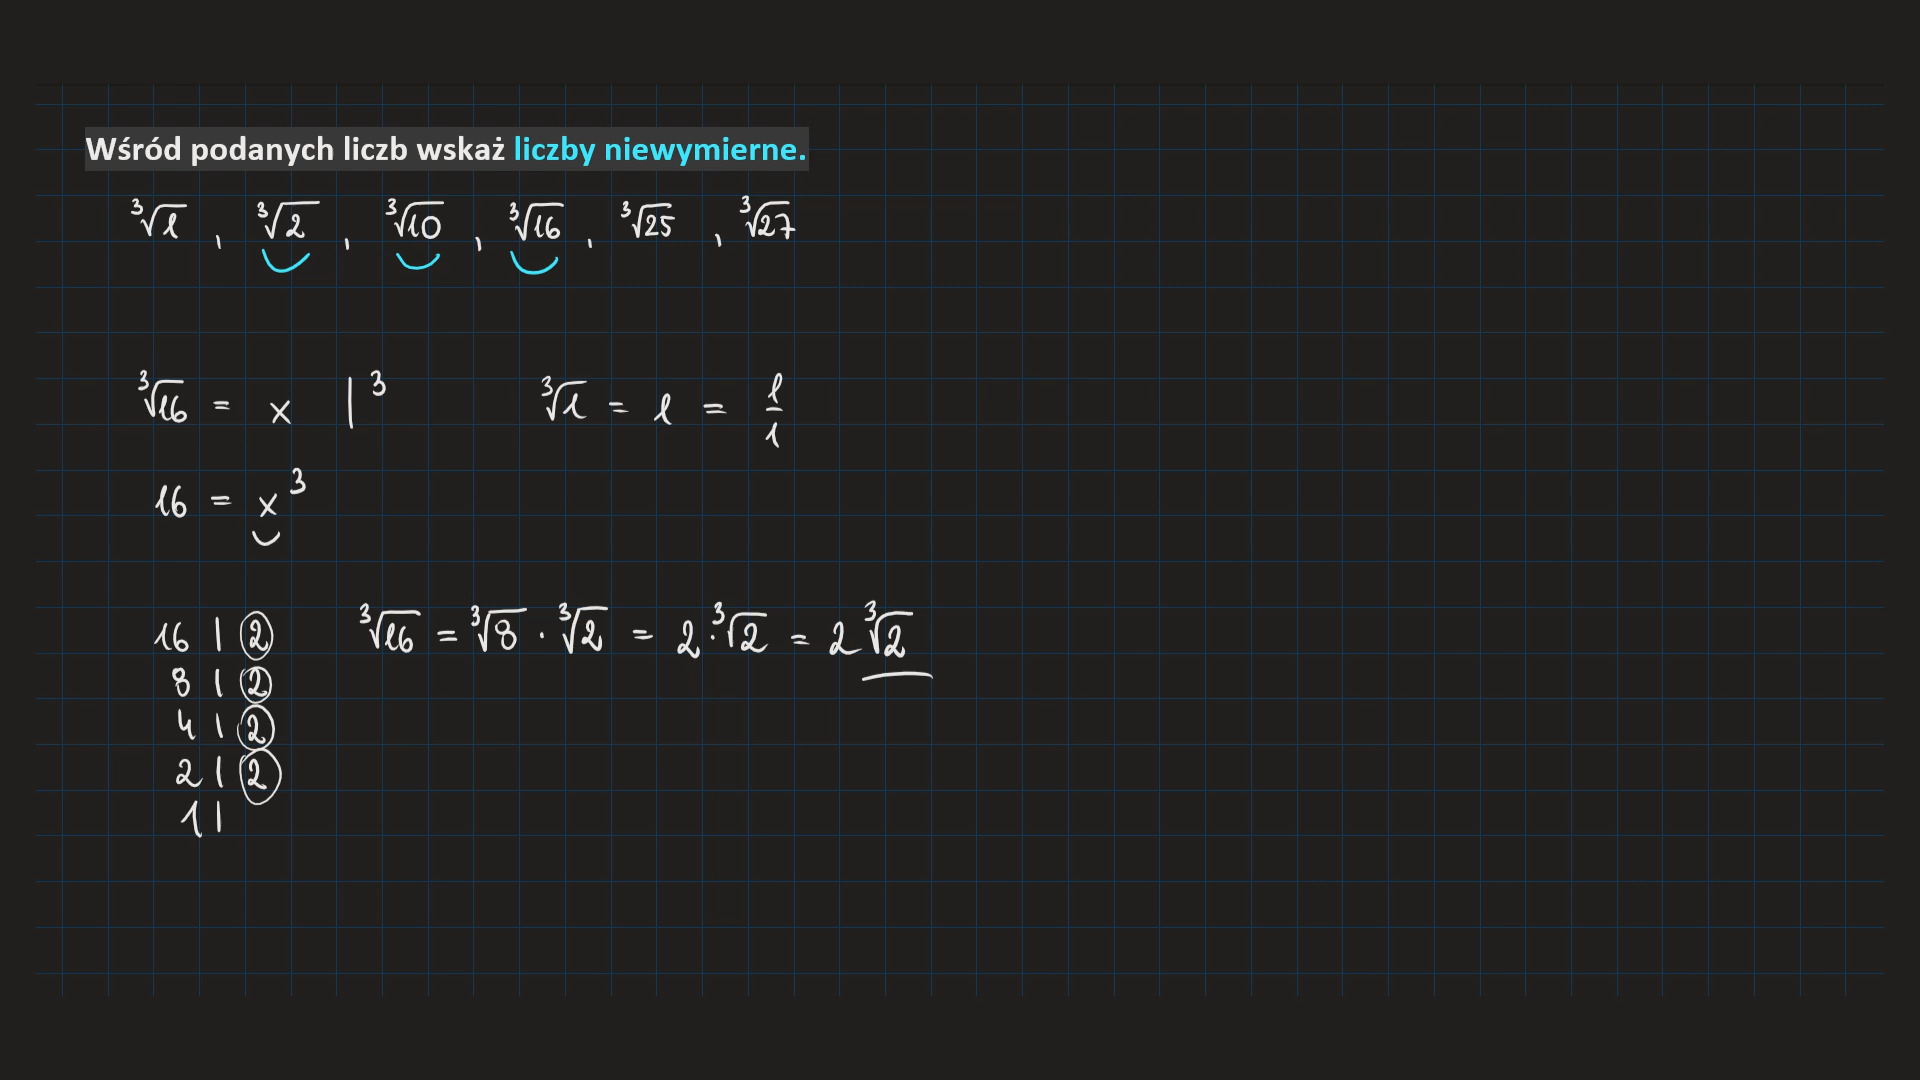 Wśród podanych liczb wskaż liczby niewymierne.
∛1 , ∛2 , ∛10 , ∛16 , ∛25 , ∛27
∛16 = x |³ ∛1 = 1 = 1/1
16 = x³
16 | 2 ∛16 = ∛8 · ∛2 = 2 · ∛2 = 2∛2
8 | 2
4 | 2
2 | 2
1 |